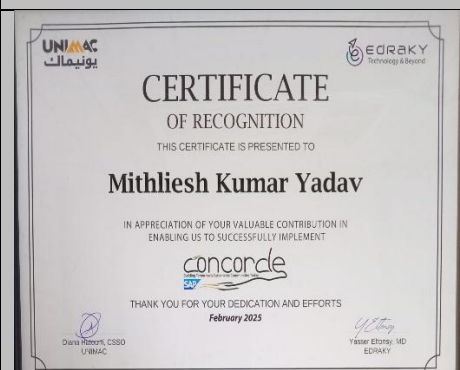 UNIMAC
يونيماك
EDRAKY
Technology & Beyond
CERTIFICATE
OF RECOGNITION
THIS CERTIFICATE IS PRESENTED TO
Mithliesh Kumar Yadav
IN APPRECIATION OF YOUR VALUABLE CONTRIBUTION IN
ENABLING US TO SUCCESSFULLY IMPLEMENT
concorde
SAP
THANK YOU FOR YOUR DEDICATION AND EFFORTS
February 2025
Diana, CSSO
UNIMAC
Yasser Elfonsy, MD
EDRAKY